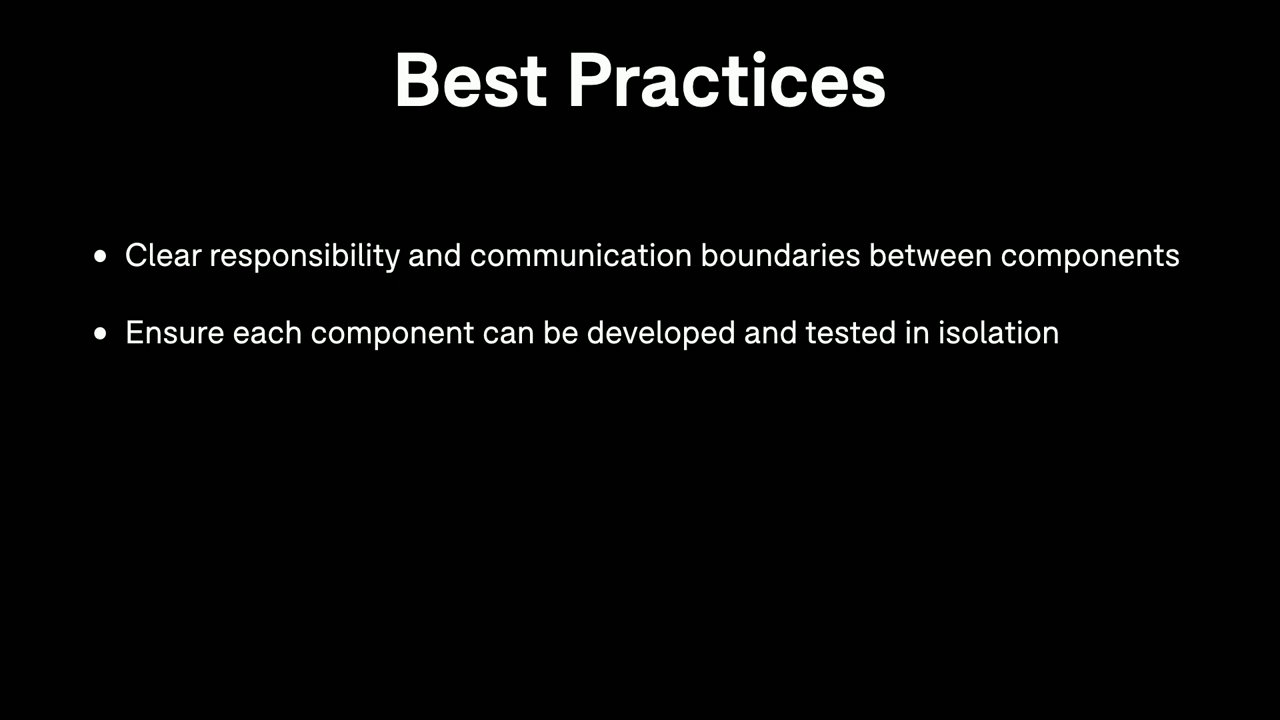 Best Practices
• Clear responsibility and communication boundaries between components
• Ensure each component can be developed and tested in isolation